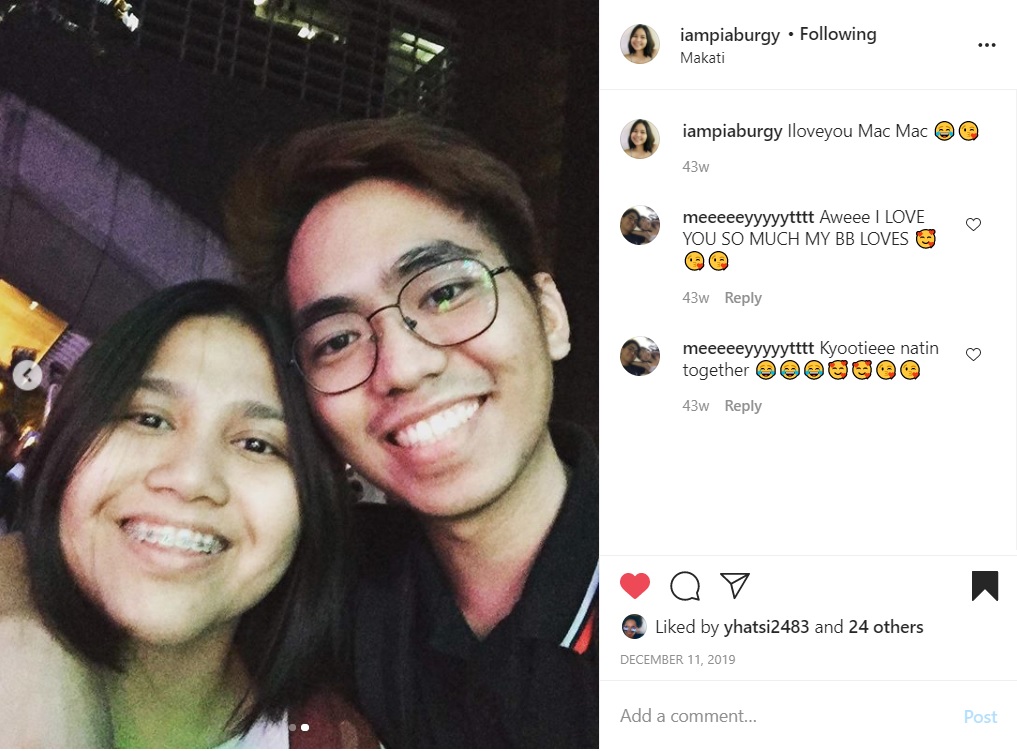 iampiaburgy • Following
Makati
iampiaburgy Iloveyou Mac Mac 😂😘
43w
meeeeeyyyyytttt Aweee I LOVE
YOU SO MUCH MY BB LOVES 🥰
😘😘
43w Reply
meeeeeyyyyytttt Kyootieee natin
together 😂😂😂🥰🥰😘😘
43w Reply
Liked by yhatsi2483 and 24 others
DECEMBER 11, 2019
Add a comment...
Post